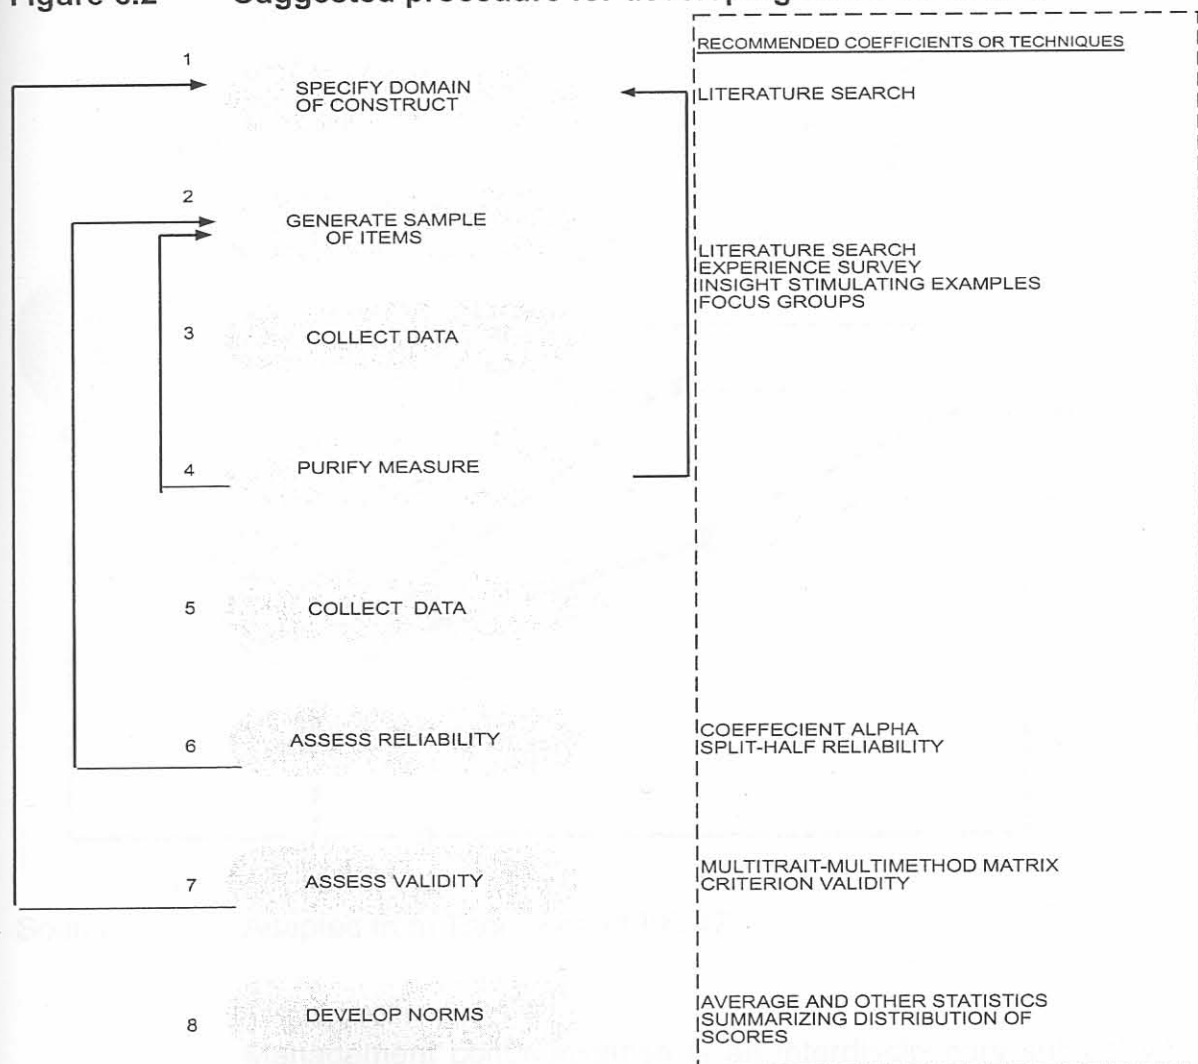 Figure 6.2 Suggested procedure for developing
RECOMMENDED COEFFICIENTS OR TECHNIQUES
1
SPECIFY DOMAIN
OF CONSTRUCT
LITERATURE SEARCH
2
GENERATE SAMPLE
OF ITEMS
LITERATURE SEARCH
EXPERIENCE SURVEY
INSIGHT STIMULATING EXAMPLES
FOCUS GROUPS
3
COLLECT DATA
4
PURIFY MEASURE
5
COLLECT DATA
6
ASSESS RELIABILITY
COEFFECIENT ALPHA
SPLIT-HALF RELIABILITY
7
ASSESS VALIDITY
MULTITRAIT-MULTIMETHOD MATRIX
CRITERION VALIDITY
8
DEVELOP NORMS
AVERAGE AND OTHER STATISTICS
SUMMARIZING DISTRIBUTION OF
SCORES